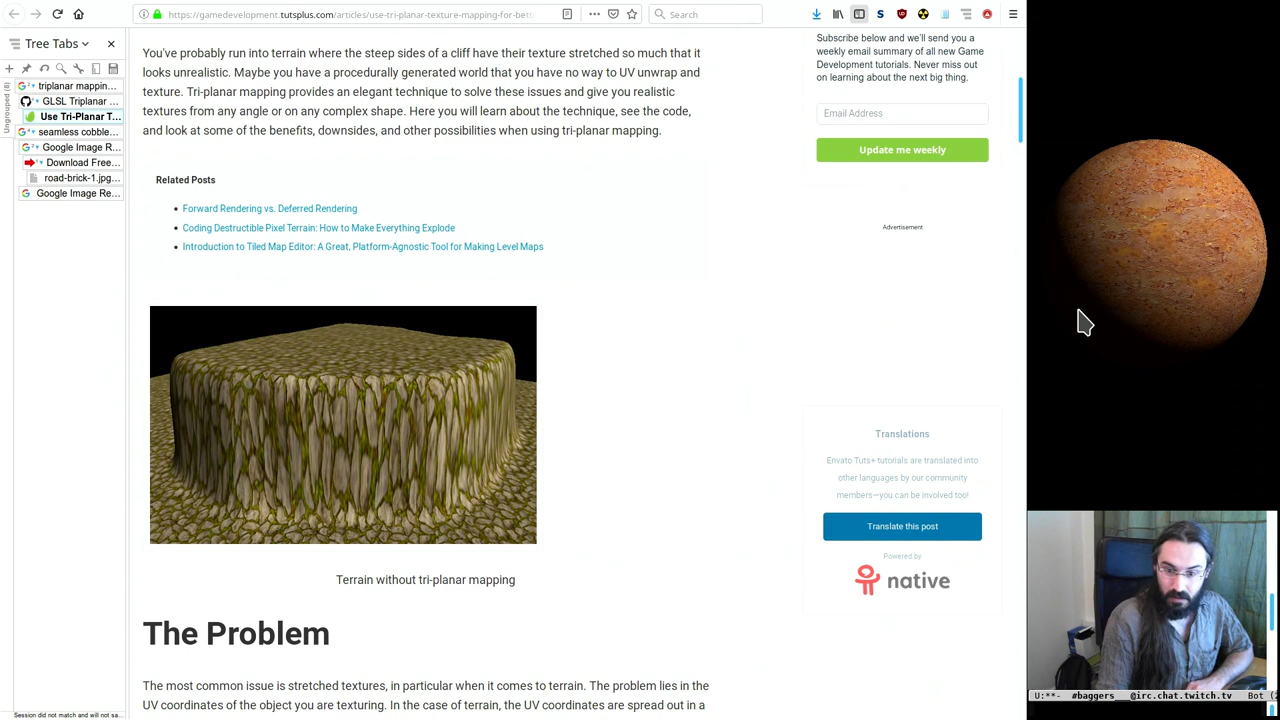 https://gamedevelopment.tutsplus.com/articles/use-tri-planar-texture-mapping-for-bet
Search
Tree Tabs
Ungrouped (8)
triplanar mappin...
GLSL Triplanar ...
Use Tri-Planar T...
seamless cobble...
Google Image R...
Download Free...
road-brick-1.jpg...
Google Image Re...
Session did not match and will not sa...
You've probably run into terrain where the steep sides of a cliff have their texture stretched so much that it
looks unrealistic. Maybe you have a procedurally generated world that you have no way to UV unwrap and
texture. Tri-planar mapping provides an elegant technique to solve these issues and give you realistic
textures from any angle or on any complex shape. Here you will learn about the technique, see the code,
and look at some of the benefits, downsides, and other possibilities when using tri-planar mapping.
Related Posts
Forward Rendering vs. Deferred Rendering
Coding Destructible Pixel Terrain: How to Make Everything Explode
Introduction to Tiled Map Editor: A Great, Platform-Agnostic Tool for Making Level Maps
Terrain without tri-planar mapping
The Problem
The most common issue is stretched textures, in particular when it comes to terrain. The problem lies in the
UV coordinates of the object you are texturing. In the case of terrain, the UV coordinates are spread out in a
Subscribe below and we'll send you a
weekly email summary of all new Game
Development tutorials. Never miss out
on learning about the next big thing.
Email Address
Update me weekly
Advertisement
Translations
Envato Tuts+ tutorials are translated into
other languages by our community
members—you can be involved too!
Translate this post
Powered by
native
U:**- #baggers @irc.chat.twitch.tv Bot